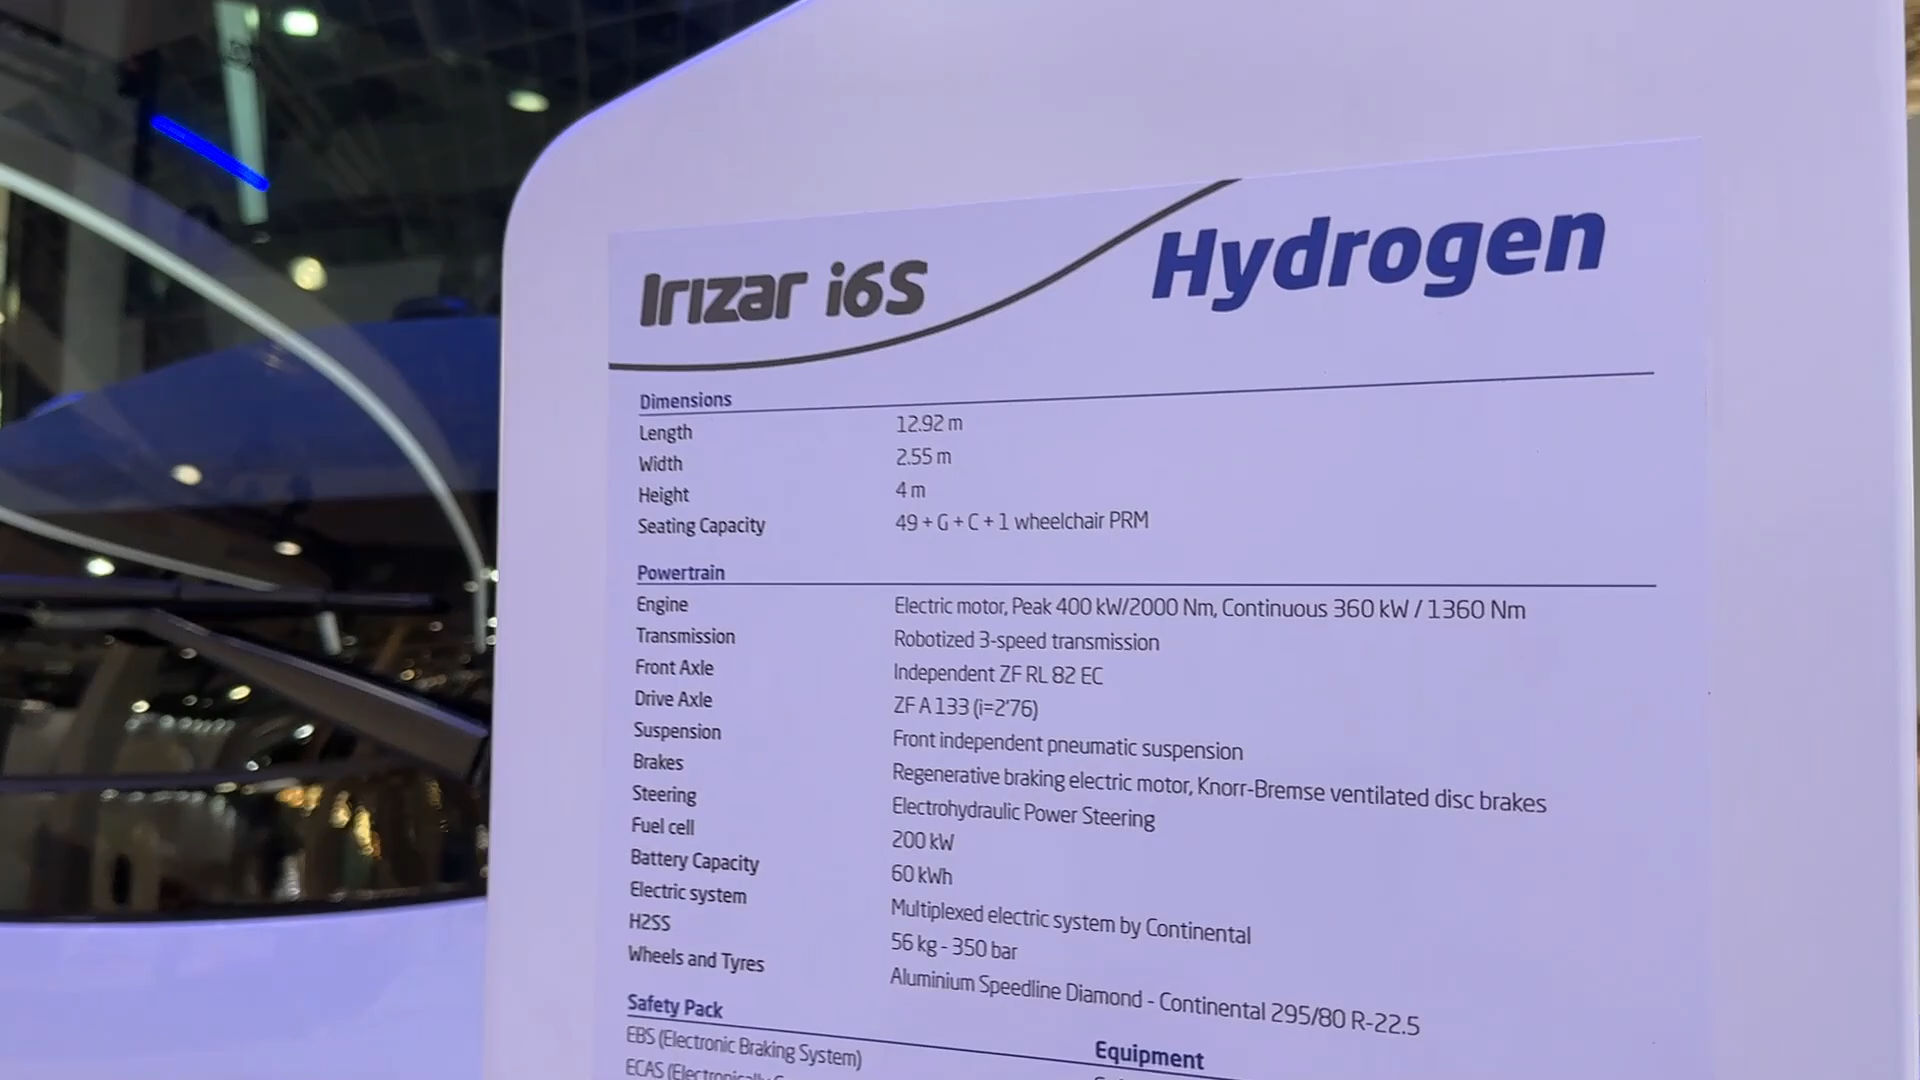 Irizar i6S
Hydrogen
Dimensions
Length 12.92 m
Width 2.55 m
Height 4 m
Seating Capacity 49 + G + C + 1 wheelchair PRM
Powertrain
Engine Electric motor, Peak 400 kW/2000 Nm, Continuous 360 kW / 1360 Nm
Transmission Robotized 3-speed transmission
Front Axle Independent ZF RL 82 EC
Drive Axle ZF A 133 (i=2'76)
Suspension Front independent pneumatic suspension
Brakes Regenerative braking electric motor, Knorr-Bremse ventilated disc brakes
Steering Electrohydraulic Power Steering
Fuel cell 200 kW
Battery Capacity 60 kWh
Electric system Multiplexed electric system by Continental
H2SS 56 kg - 350 bar
Wheels and Tyres Aluminium Speedline Diamond - Continental 295/80 R-22.5
Safety Pack
EBS (Electronic Braking System)
Equipment
ECAS